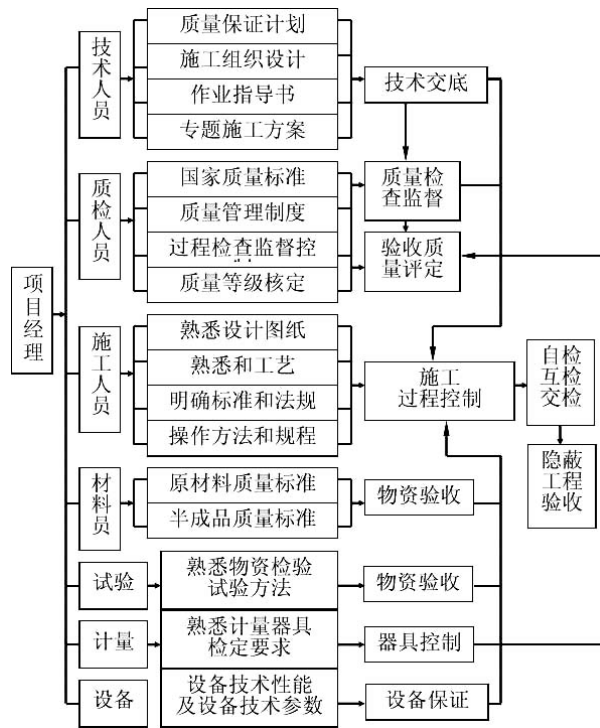 项
目
经
理
技
术
人
员
质量保证计划
施工组织设计
作业指导书
专题施工方案
技术交底
质
检
人
员
国家质量标准
质量管理制度
过程检查监督控
质量等级核定
质量检
查监督
验收质
量评定
施
工
人
员
熟悉设计图纸
熟悉和工艺
明确标准和法规
操作方法和规程
施工
过程控制
自检
互检
交检
隐蔽
工程
验收
材
料
员
原材料质量标准
半成品质量标准
物资验收
试验
熟悉物资检验
试验方法
物资验收
计量
熟悉计量器具
检定要求
器具控制
设备
设备技术性能
及设备技术参数
设备保证